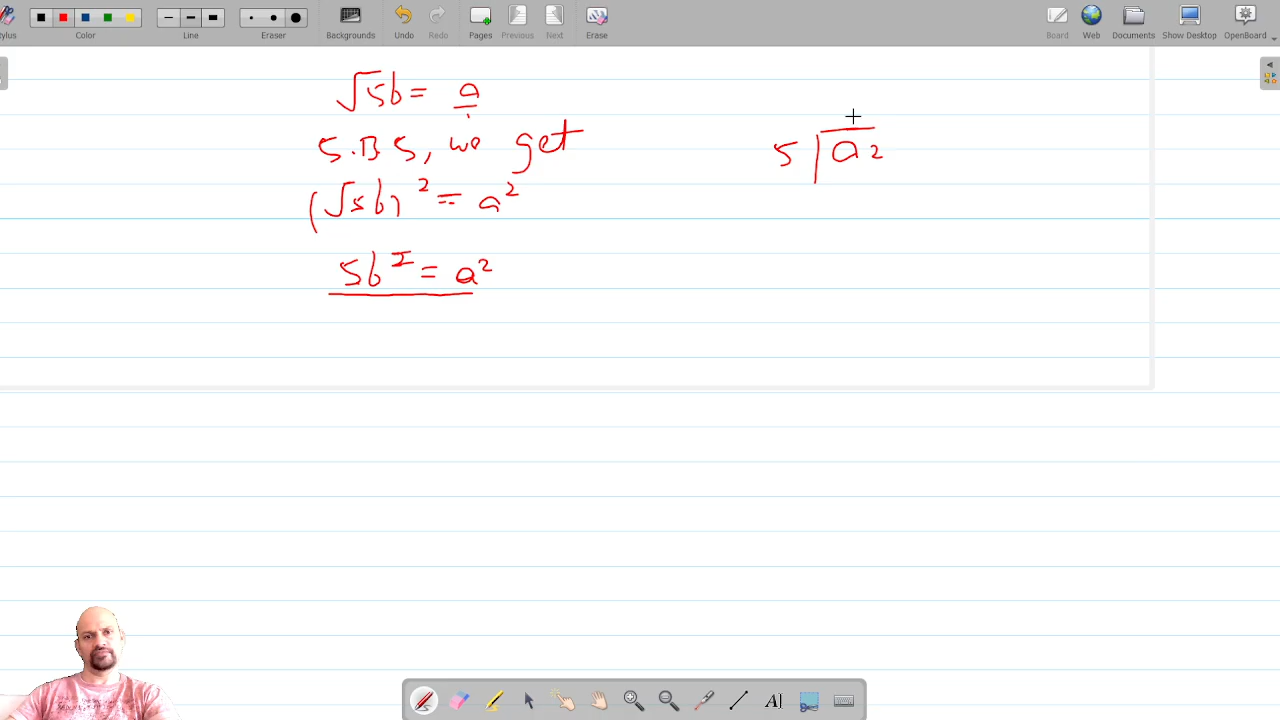 Stylus Color Line Eraser Backgrounds Undo Redo Pages Previous Next Erase Board Web Documents Show Desktop OpenBoard
√5b = a
S.B S, we get
(√5b)² = a²
5b² = a²
5 a2
A